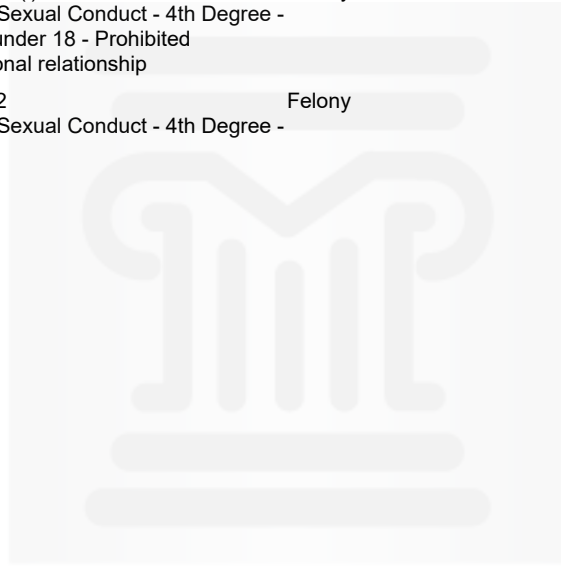 Sexual Conduct - 4th Degree -
under 18 - Prohibited
onal relationship
2 Felony
Sexual Conduct - 4th Degree -